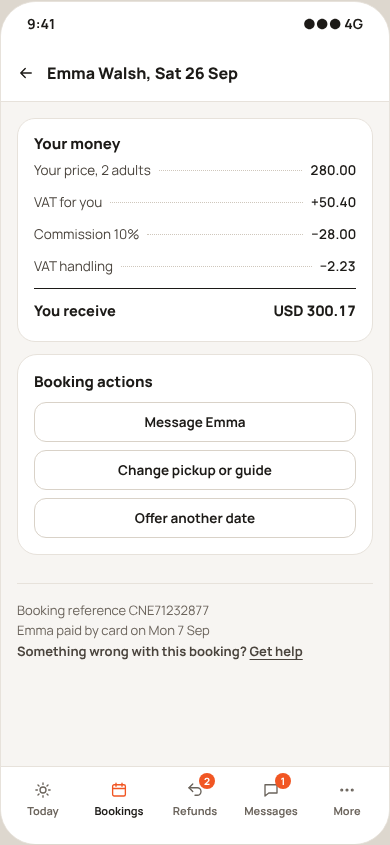 9:41
4G
Emma Walsh, Sat 26 Sep
Your money
Your price, 2 adults 280.00
VAT for you +50.40
Commission 10% −28.00
VAT handling −2.23
You receive USD 300.17
Booking actions
Message Emma
Change pickup or guide
Offer another date
Booking reference CNE71232877
Emma paid by card on Mon 7 Sep
Something wrong with this booking? Get help
2 1
Today Bookings Refunds Messages More